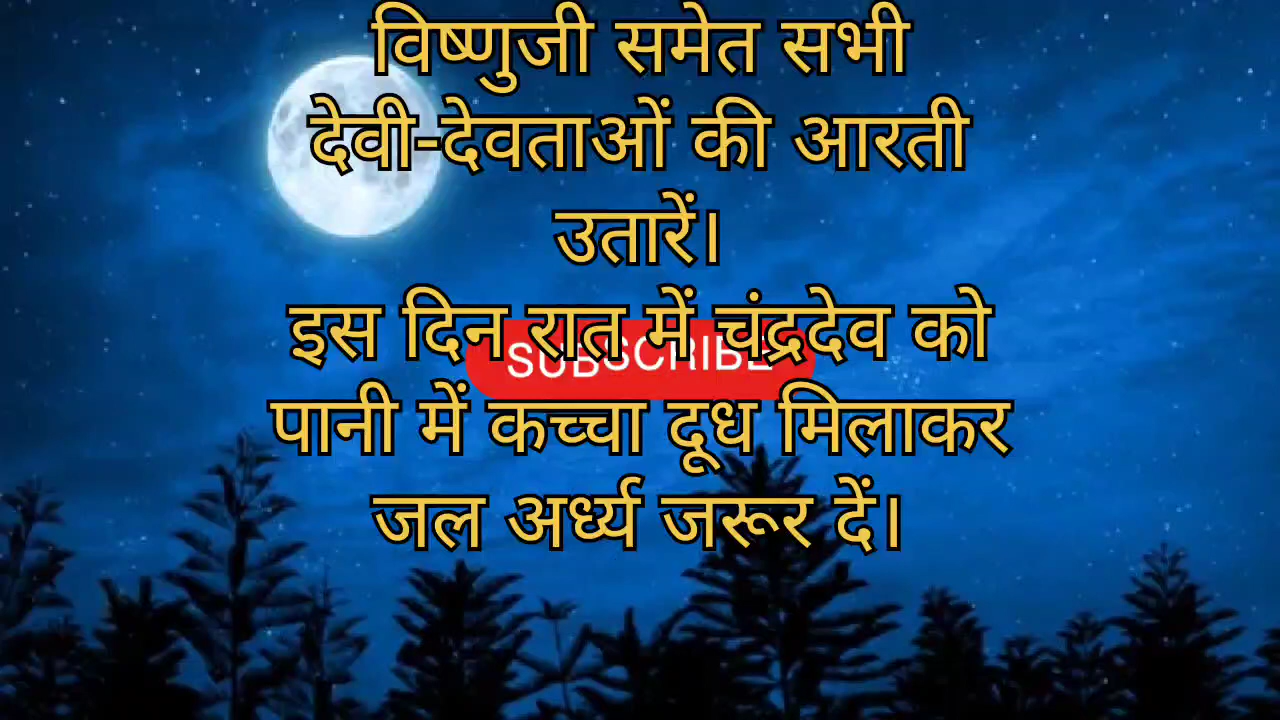 विष्णुजी समेत सभी
देवी-देवताओं की आरती
उतारें।
इस दिन रात में चंद्रदेव को
SUBSCRIBE
पानी में कच्चा दूध मिलाकर
जल अर्ध्य जरूर दें।